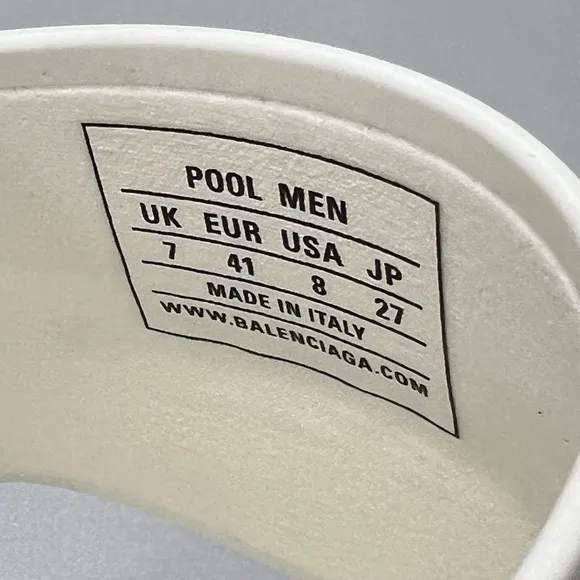 POOL MEN
UK EUR USA JP
7 41 8 27
MADE IN ITALY
WWW.BALENCIAGA.COM